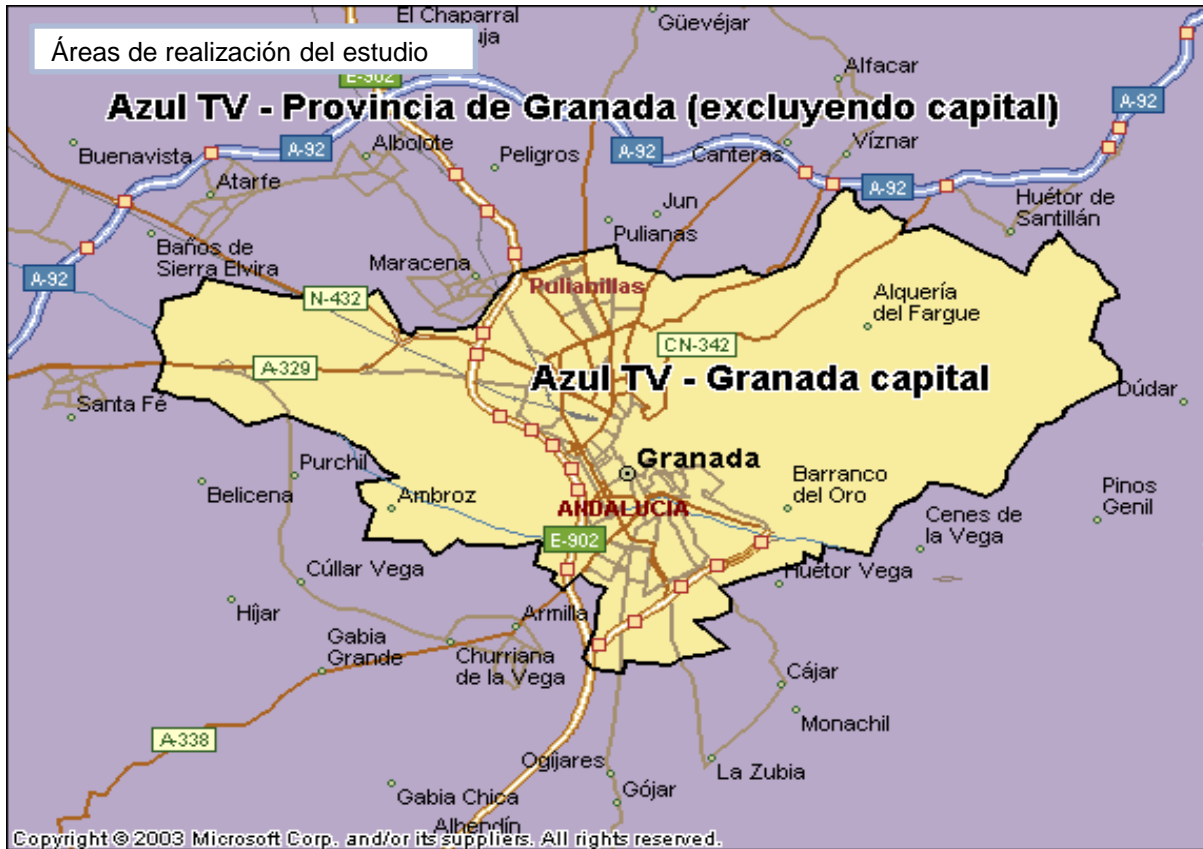 El Chaparral
uja
Güevéjar
Áreas de realización del estudio
E-902
Alfacar
Azul TV - Provincia de Granada (excluyendo capital)
A-92
Buenavista
A-92
Albolote
Peligros
A-92
Canteras
Víznar
Atarfe
A-92
Huétor de
Santillán
Jun
Pulianas
Baños de
Sierra Elvira
Maracena
A-92
Pulianillas
N-432
Alquería
del Fargue
CN-342
A-329
Azul TV - Granada capital
Dúdar
Santa Fé
Granada
Purchil
Belicena
Ambroz
Barranco
del Oro
Pinos
Genil
ANDALUCIA
Cenes de
la Vega
E-902
Cúllar Vega
Huétor Vega
Híjar
Armilla
Gabia
Grande
Churriana
de la Vega
Cájar
Monachil
A-338
Ogíjares
La Zubia
Gabia Chica
Gójar
Alhendín
Copyright © 2003 Microsoft Corp. and/or its suppliers. All rights reserved.